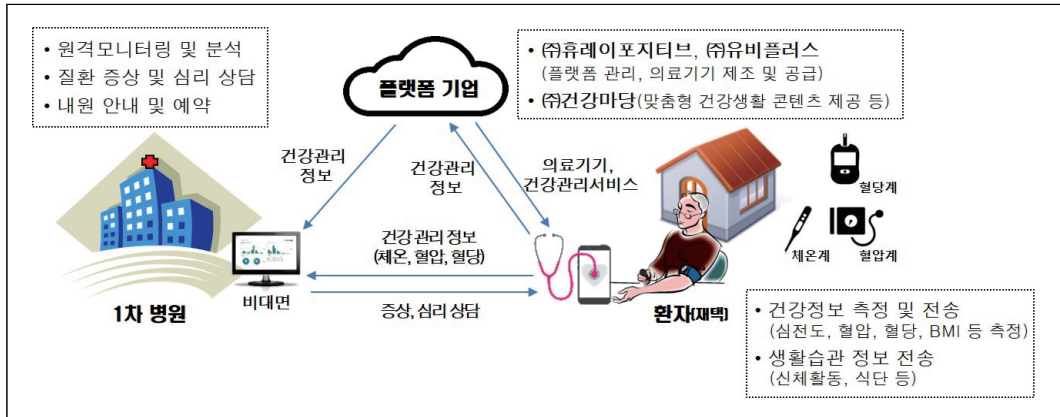 • 원격모니터링 및 분석
• 질환 증상 및 심리 상담
• 내원 안내 및 예약
플랫폼 기업
• ㈜휴레이포지티브, ㈜유비플러스
(플랫폼 관리, 의료기기 제조 및 공급)
• ㈜건강마당(맞춤형 건강생활 콘텐츠 제공 등)
건강관리
정보
건강관리
정보
의료기기,
건강관리서비스
혈당계
체온계
혈압계
건강관리 정보
(체온, 혈압, 혈당)
비대면
증상, 심리 상담
1차 병원
환자(재택)
• 건강정보 측정 및 전송
(심전도, 혈압, 혈당, BMI 등 측정)
• 생활습관 정보 전송
(신체활동, 식단 등)